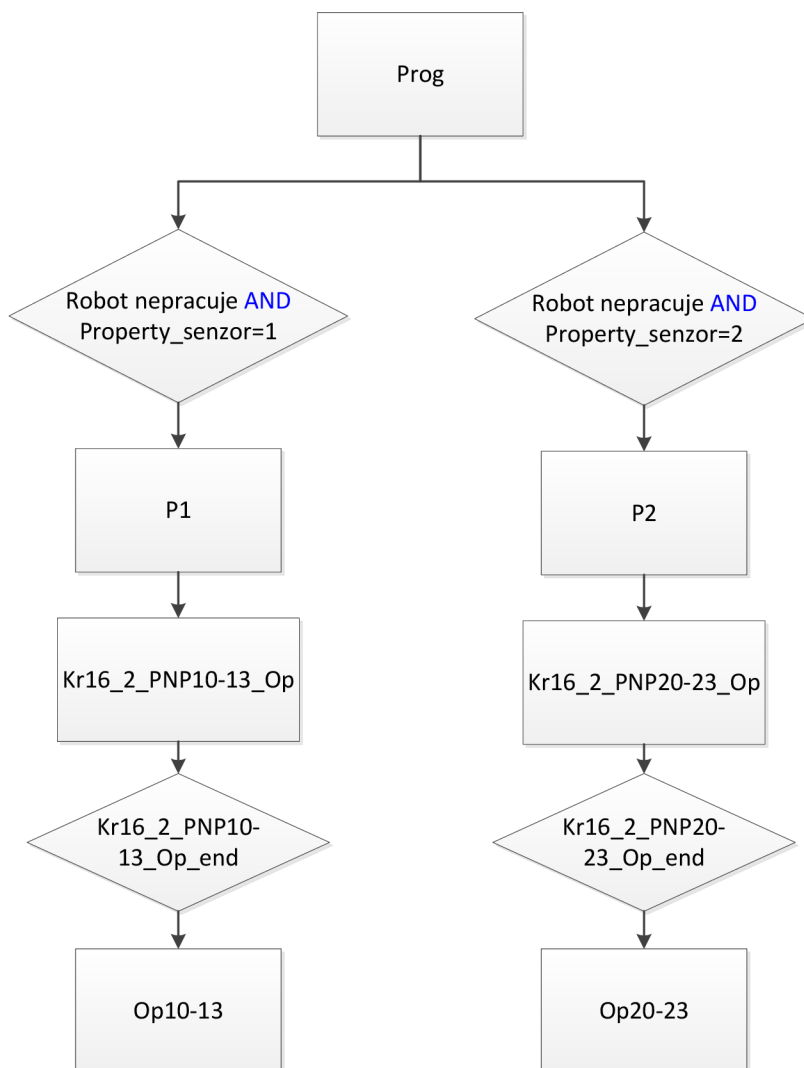 Prog
Robot nepracuje AND
Property_senzor=1
Robot nepracuje AND
Property_senzor=2
P1
P2
Kr16_2_PNP10-13_Op
Kr16_2_PNP20-23_Op
Kr16_2_PNP10-
13_Op_end
Kr16_2_PNP20-
23_Op_end
Op10-13
Op20-23